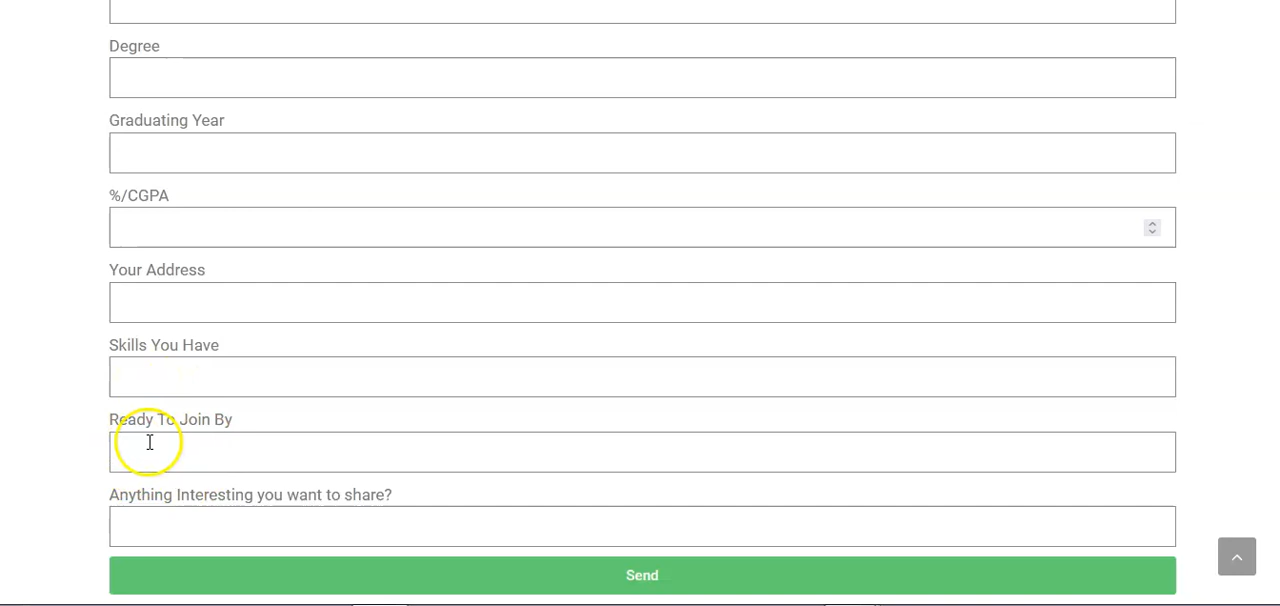 Degree
Graduating Year
%/CGPA
Your Address
Skills You Have
Ready To Join By
Anything Interesting you want to share?
Send